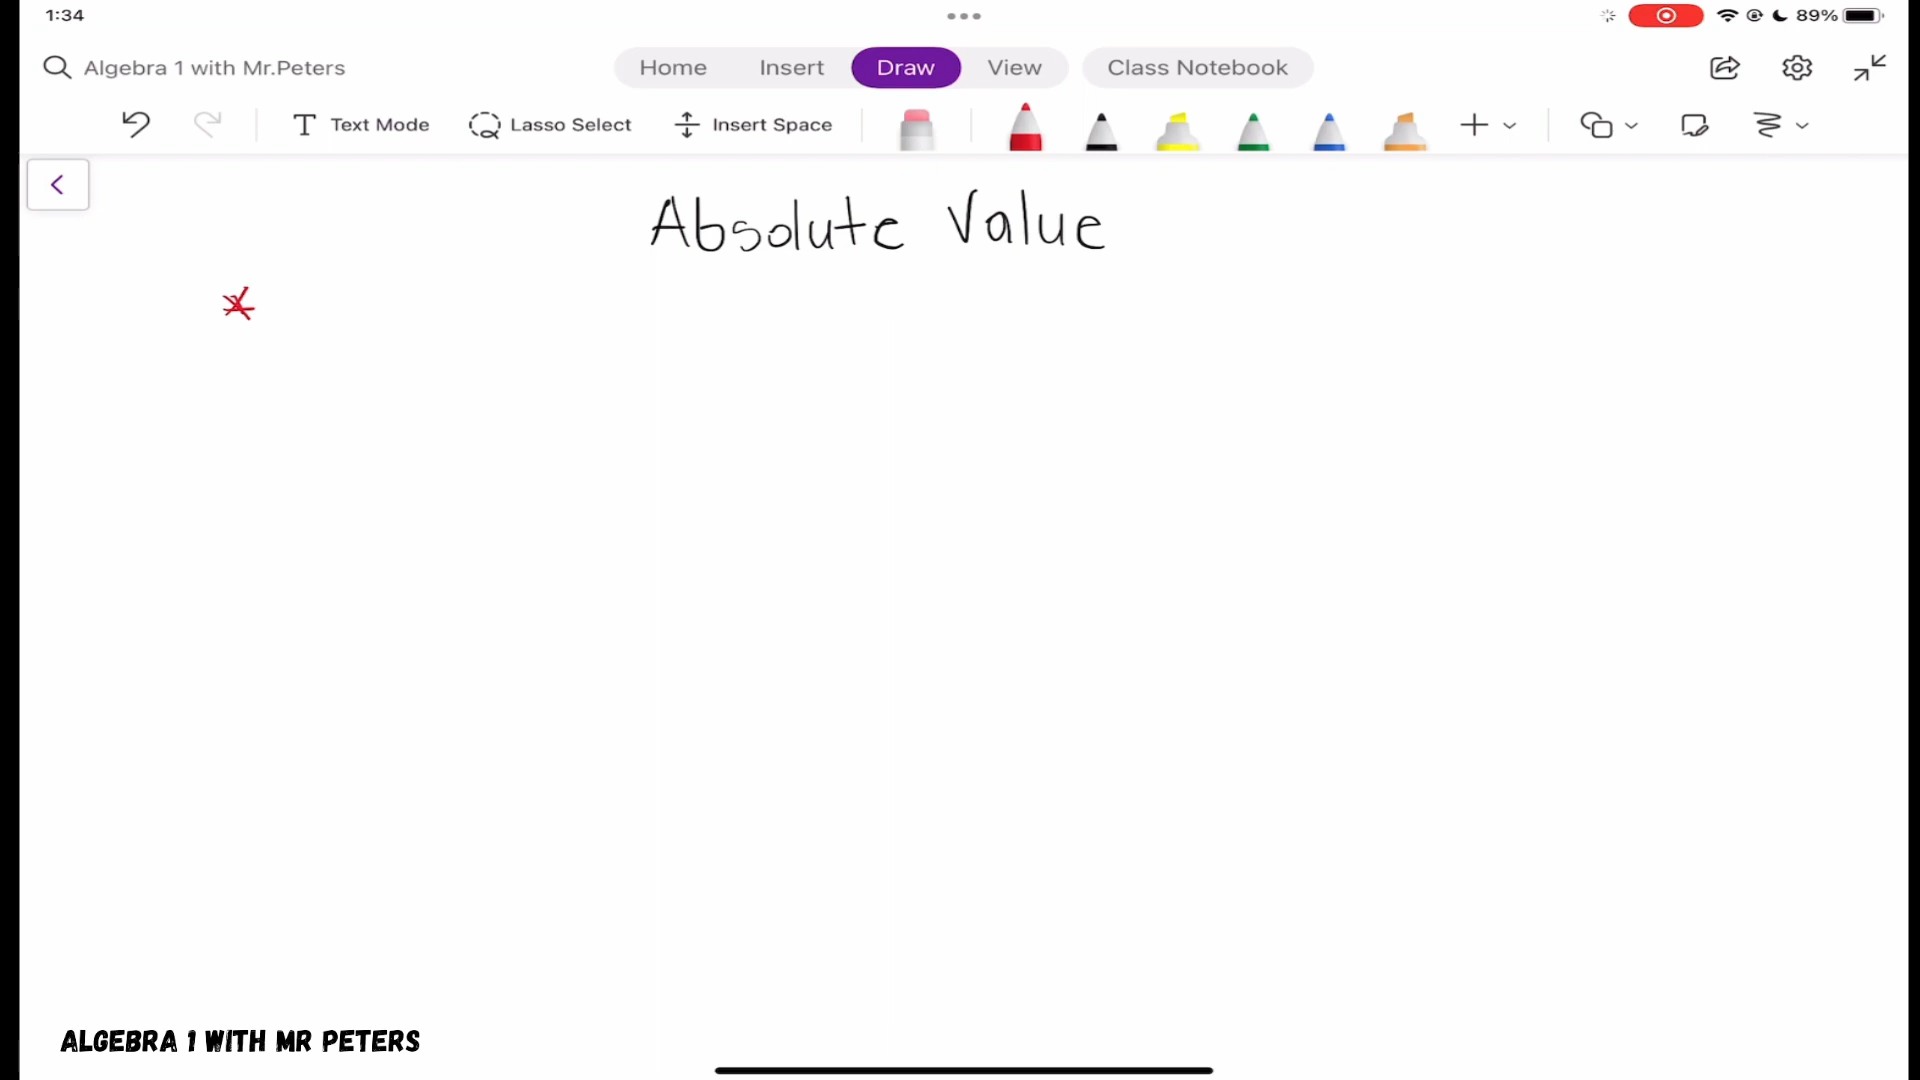 1:34
89%
Algebra 1 with Mr.Peters
Home Insert Draw View Class Notebook
Text Mode Lasso Select Insert Space
Absolute Value
*
ALGEBRA 1 WITH MR PETERS